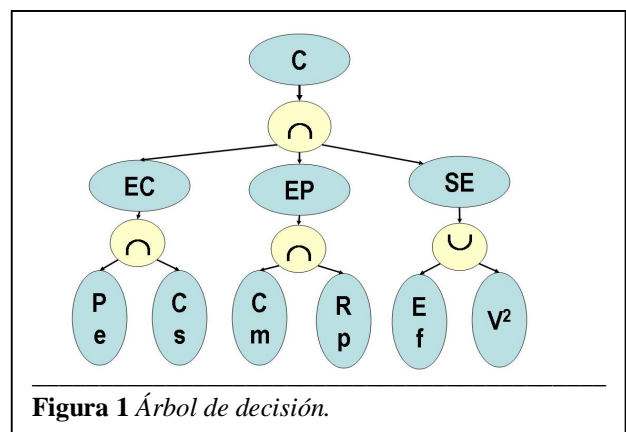 C
∩
EC EP SE
∩ ∩ ∪
P C C R E V²
e s m p f
Figura 1 Árbol de decisión.